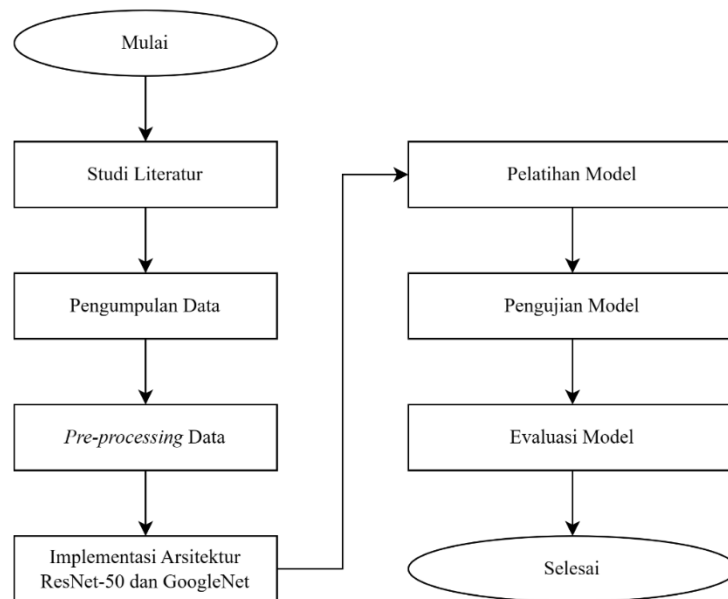 Mulai
Studi Literatur
Pengumpulan Data
Pre-processing Data
Implementasi Arsitektur
ResNet-50 dan GoogleNet
Pelatihan Model
Pengujian Model
Evaluasi Model
Selesai